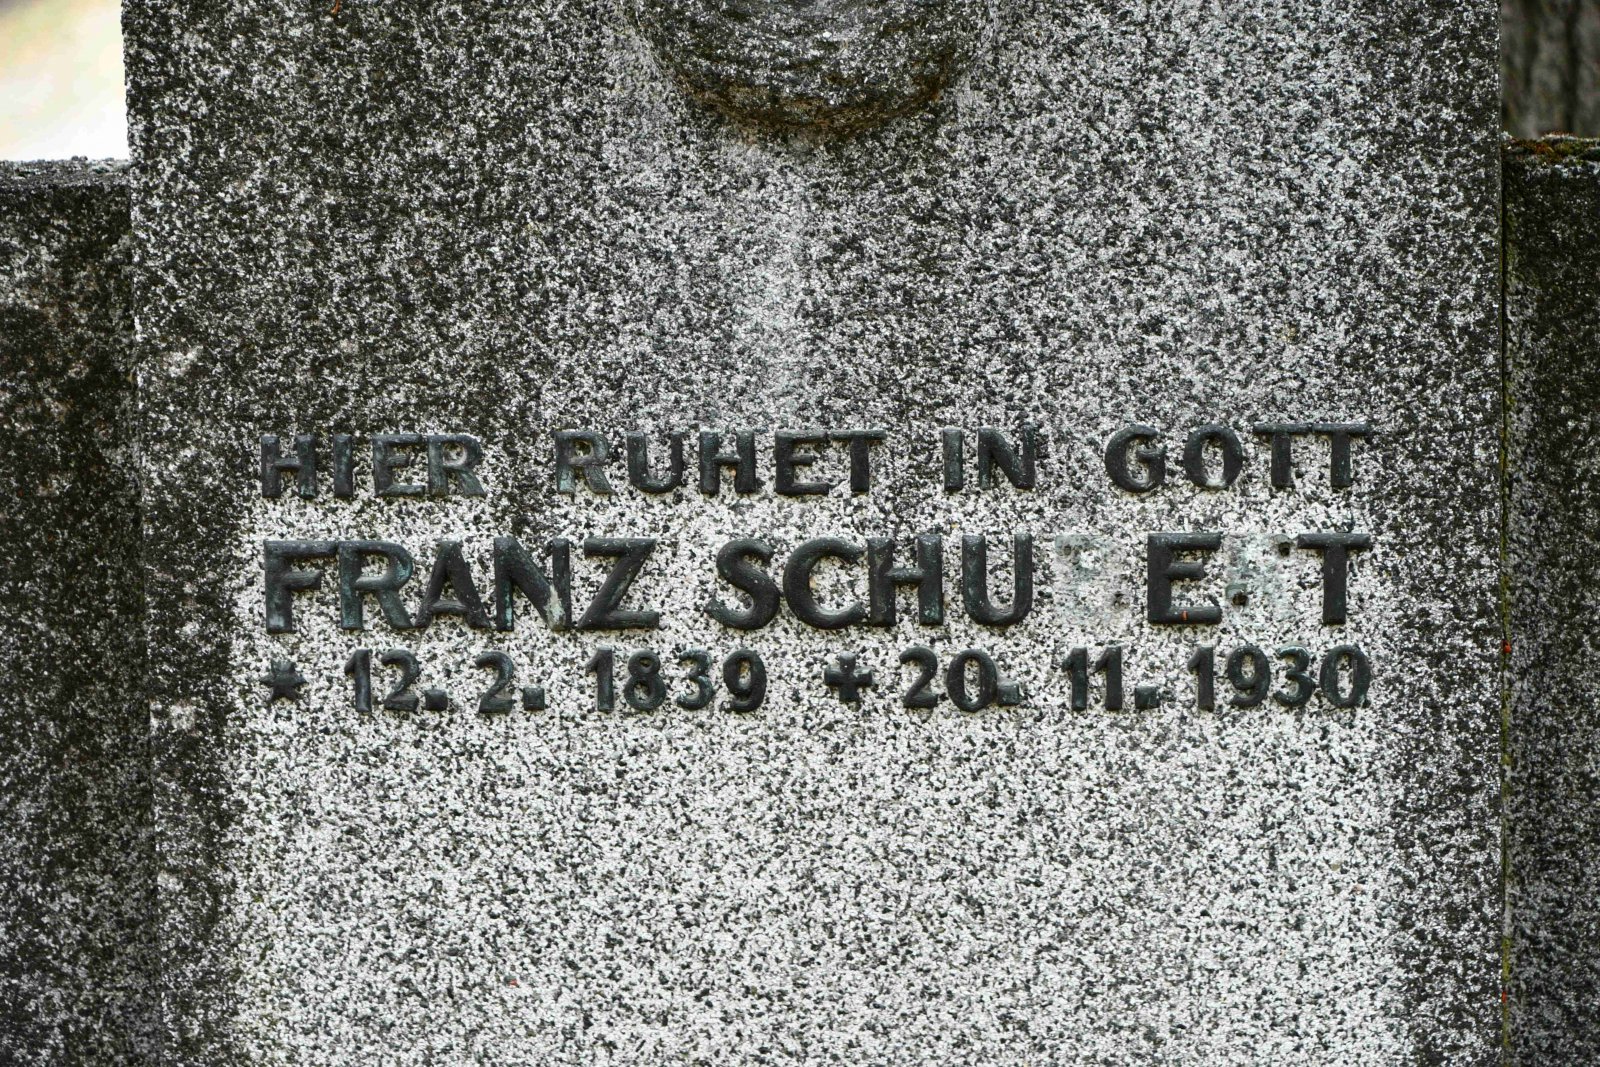 HIER RUHET IN GOTT
FRANZ SCHU E T
* 12. 2. 1839 ✚ 20. 11. 1930